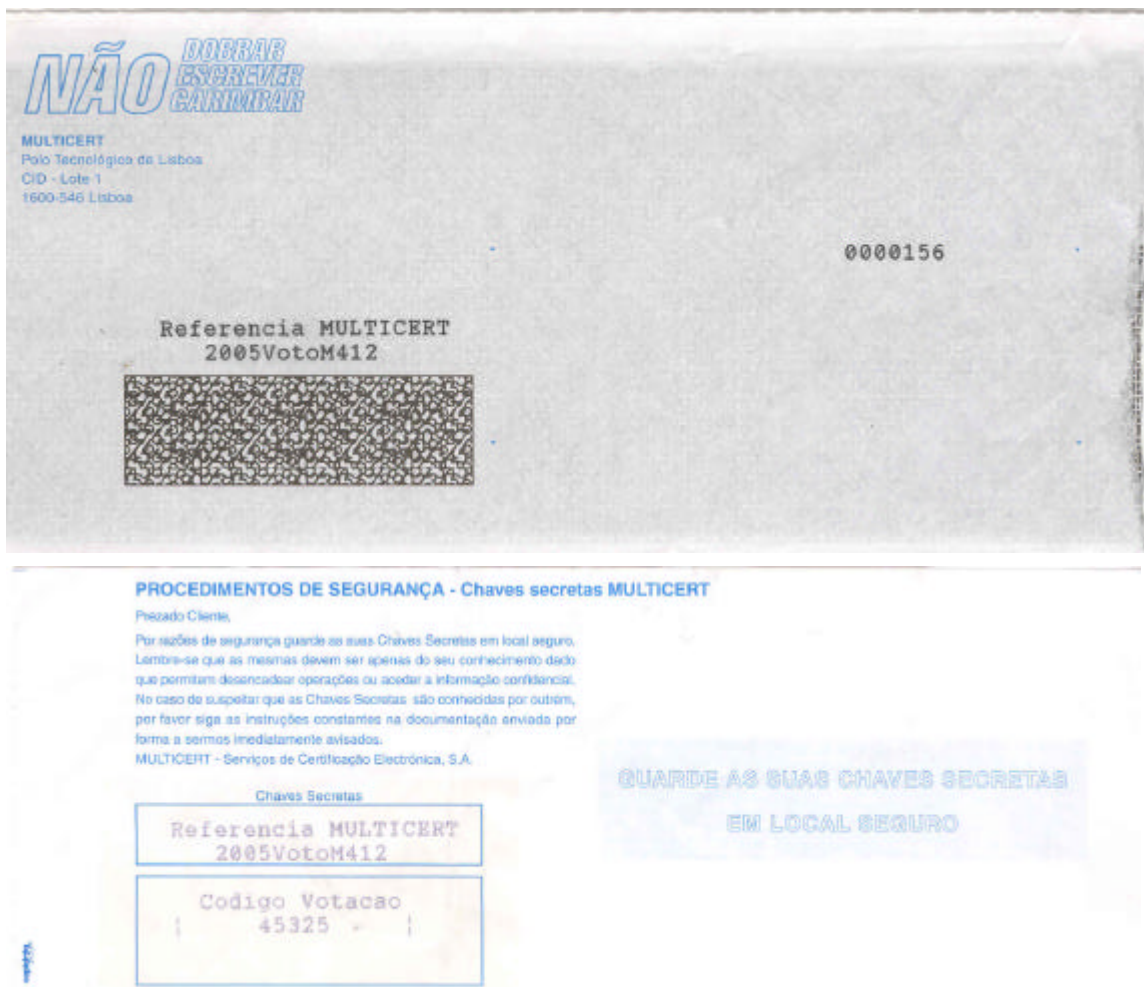 NÃO DOBRAR
ESCREVER
CARIMBAR
MULTICERT
Polo Tecnológico de Lisboa
CID - Lote 1
1600-546 Lisboa
0000156
Referencia MULTICERT
2005VotoM412
PROCEDIMENTOS DE SEGURANÇA - Chaves secretas MULTICERT
Prezado Cliente,
Por razões de segurança guarde as suas Chaves Secretas em local seguro.
Lembre-se que as mesmas devem ser apenas do seu conhecimento dado
que permitem desencadear operações ou aceder a informação confidencial.
No caso de suspeitar que as Chaves Secretas são conhecidas por outrém,
por favor siga as instruções constantes na documentação enviada por
forma a sermos imediatamente avisados.
MULTICERT - Serviços de Certificação Electrónica, S.A.
GUARDE AS SUAS CHAVES SECRETAS
EM LOCAL SEGURO
Chaves Secretas
Referencia MULTICERT
2005VotoM412
Codigo Votacao
| 45325 - |